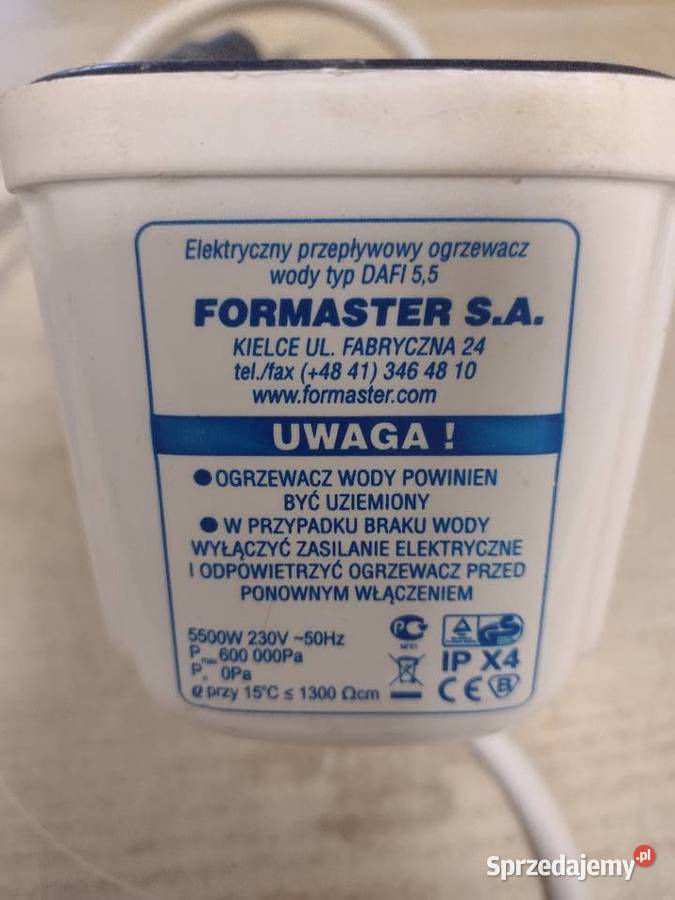 Elektryczny przepływowy ogrzewacz
wody typ DAFI 5,5
FORMASTER S.A.
KIELCE UL. FABRYCZNA 24
tel./fax (+48 41) 346 48 10
www.formaster.com
UWAGA !
● OGRZEWACZ WODY POWINIEN
BYĆ UZIEMIONY
● W PRZYPADKU BRAKU WODY
WYŁĄCZYĆ ZASILANIE ELEKTRYCZNE
I ODPOWIETRZYĆ OGRZEWACZ PRZED
PONOWNYM WŁĄCZENIEM
5500W 230V ~50Hz
Pmax 600 000Pa
Pn 0Pa
ϱ przy 15°C ≤ 1300 Ωcm
GS
IP X4
CE B
Sprzedajemy.pl